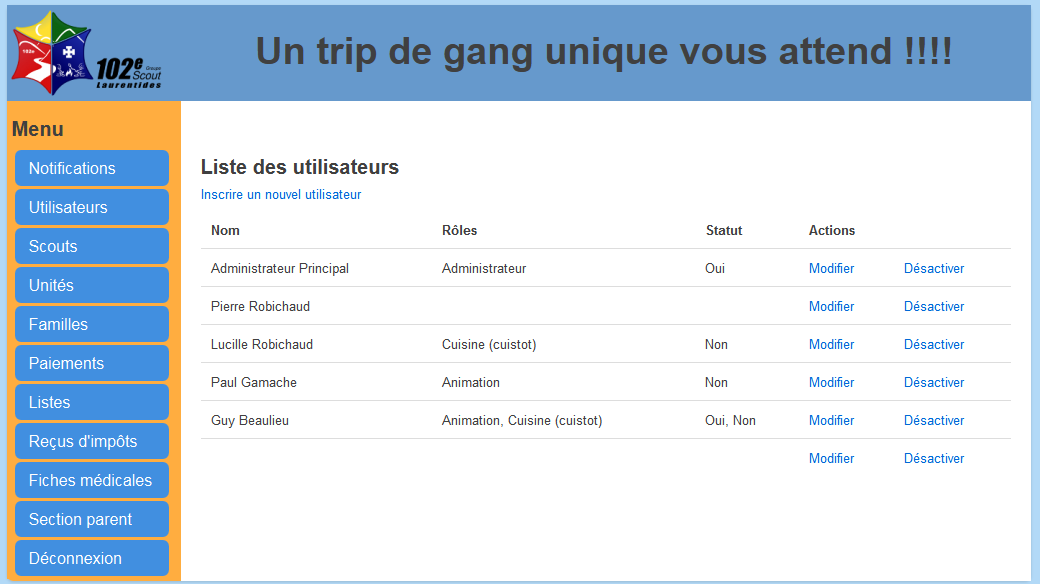 Un trip de gang unique vous attend !!!!
102e
102e Groupe
Scout
Laurentides
Menu
Notifications
Utilisateurs
Scouts
Unités
Familles
Paiements
Listes
Reçus d'impôts
Fiches médicales
Section parent
Déconnexion
Liste des utilisateurs
Inscrire un nouvel utilisateur
Nom Rôles Statut Actions
Administrateur Principal Administrateur Oui Modifier Désactiver
Pierre Robichaud Modifier Désactiver
Lucille Robichaud Cuisine (cuistot) Non Modifier Désactiver
Paul Gamache Animation Non Modifier Désactiver
Guy Beaulieu Animation, Cuisine (cuistot) Oui, Non Modifier Désactiver
Modifier Désactiver